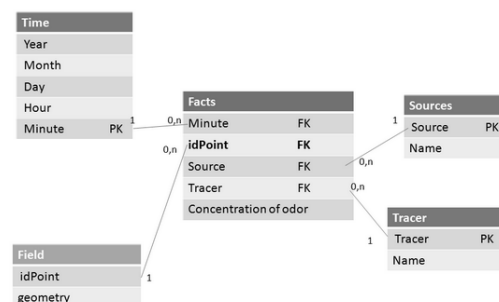 Time
Year
Month
Day
Hour
Minute PK
1
0,n
Facts
Minute FK
idPoint FK
Source FK
Tracer FK
Concentration of odor
0,n
0,n
0,n
1
Sources
Source PK
Name
1
Tracer
Tracer PK
Name
Field
idPoint
geometry
1